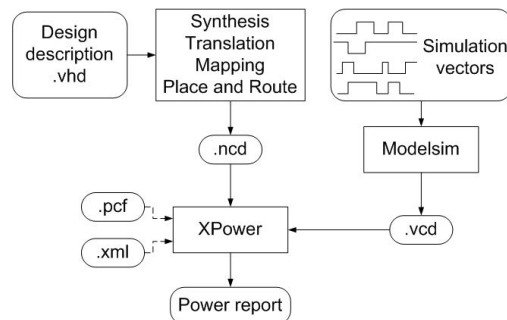 Design
description
.vhd
Synthesis
Translation
Mapping
Place and Route
Simulation
vectors
.ncd
Modelsim
.pcf
.xml
XPower
.vcd
Power report